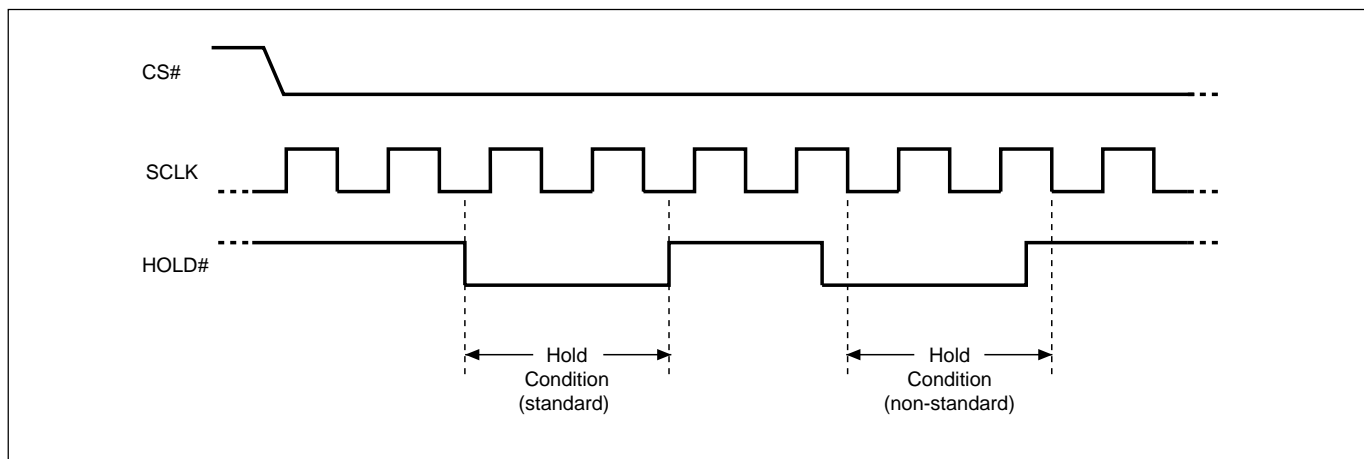 CS#
SCLK
HOLD#
Hold
Condition
(standard)
Hold
Condition
(non-standard)